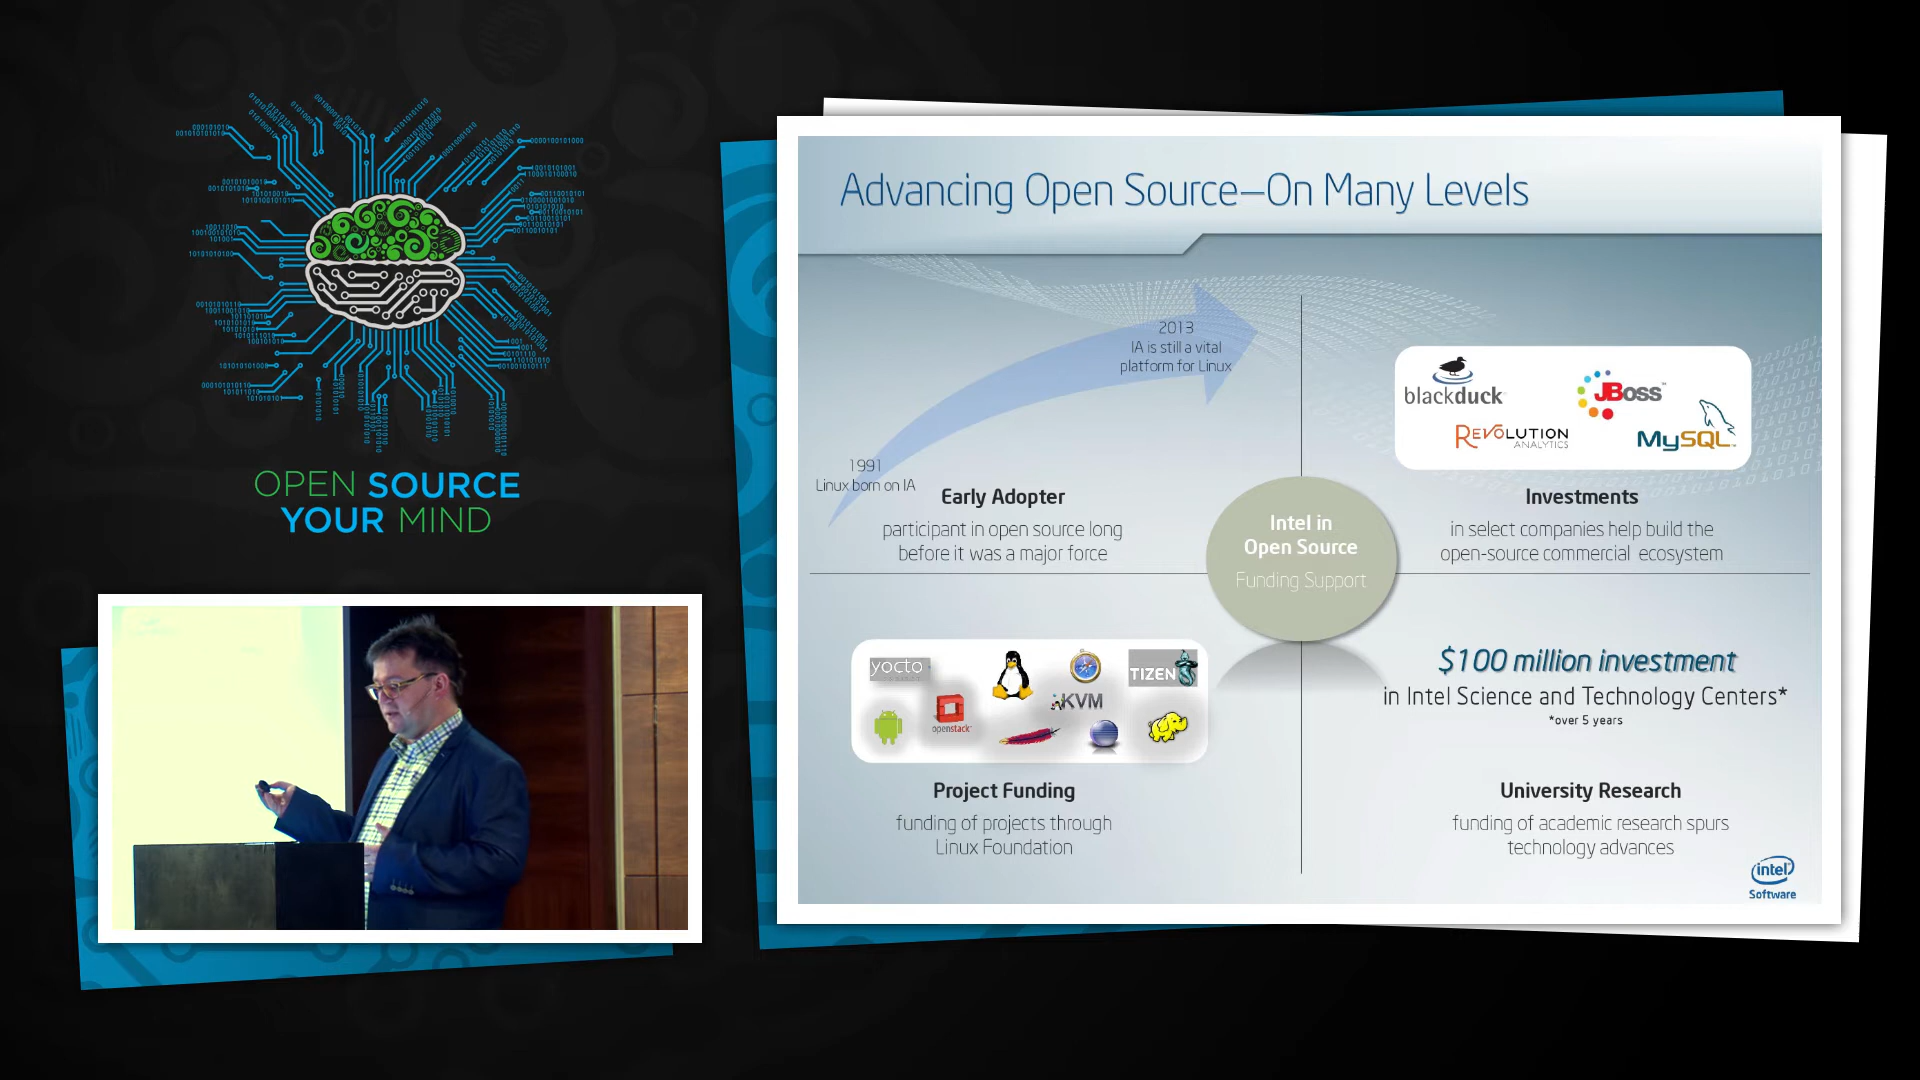 OPEN SOURCE
YOUR MIND
Advancing Open Source—On Many Levels
2013
IA is still a vital
platform for Linux
1991
Linux born on IA
Early Adopter
participant in open source long
before it was a major force
blackduck
JBoss
REVOLUTION
ANALYTICS
MySQL
Investments
in select companies help build the
open-source commercial ecosystem
Intel in
Open Source
Funding Support
yocto
TIZEN
KVM
openstack
Project Funding
funding of projects through
Linux Foundation
$100 million investment
in Intel Science and Technology Centers*
*over 5 years
University Research
funding of academic research spurs
technology advances
intel
Software